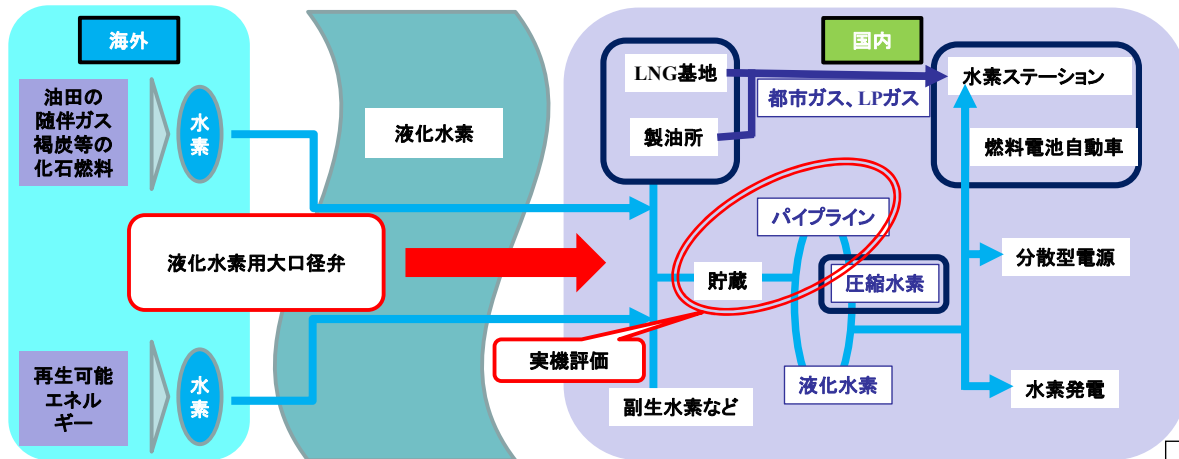 海外
油田の
随伴ガス
褐炭等の
化石燃料
水素
液化水素
液化水素用大口径弁
再生可能
エネル
ギー
水素
国内
LNG基地
製油所
都市ガス、LPガス
水素ステーション
燃料電池自動車
パイプライン
貯蔵
圧縮水素
分散型電源
実機評価
液化水素
副生水素など
水素発電